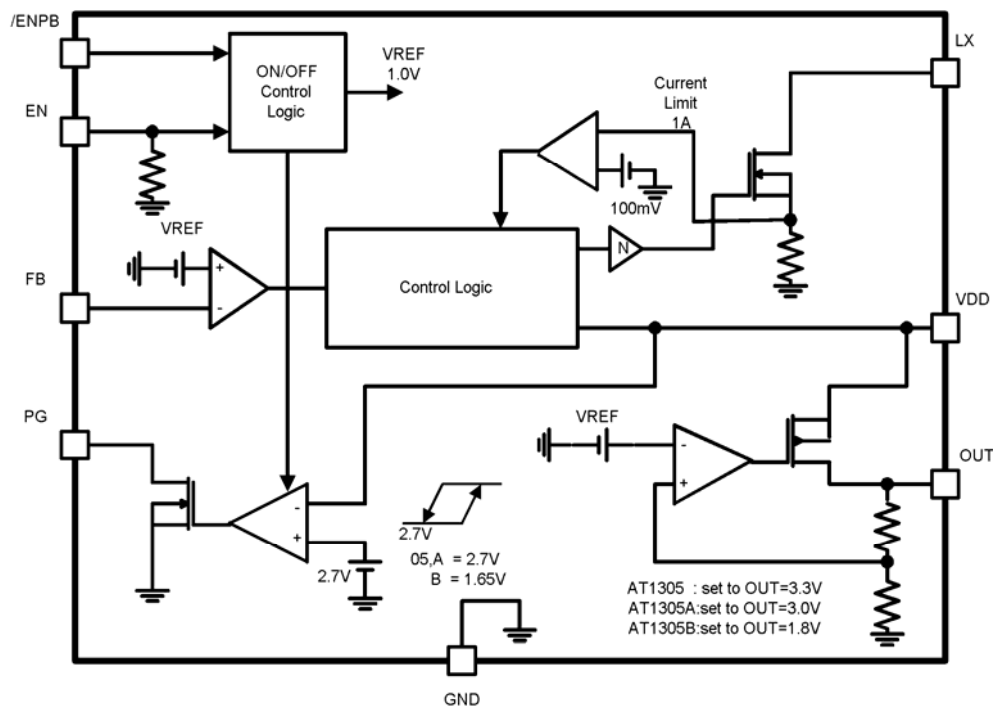 /ENPB
LX
ON/OFF
Control
Logic
VREF
1.0V
EN
Current
Limit
1A
100mV
VREF
+
-
FB
N
Control Logic
VDD
PG
VREF
-
+
OUT
-
+
2.7V
2.7V
05,A = 2.7V
B = 1.65V
AT1305 : set to OUT=3.3V
AT1305A:set to OUT=3.0V
AT1305B:set to OUT=1.8V
GND